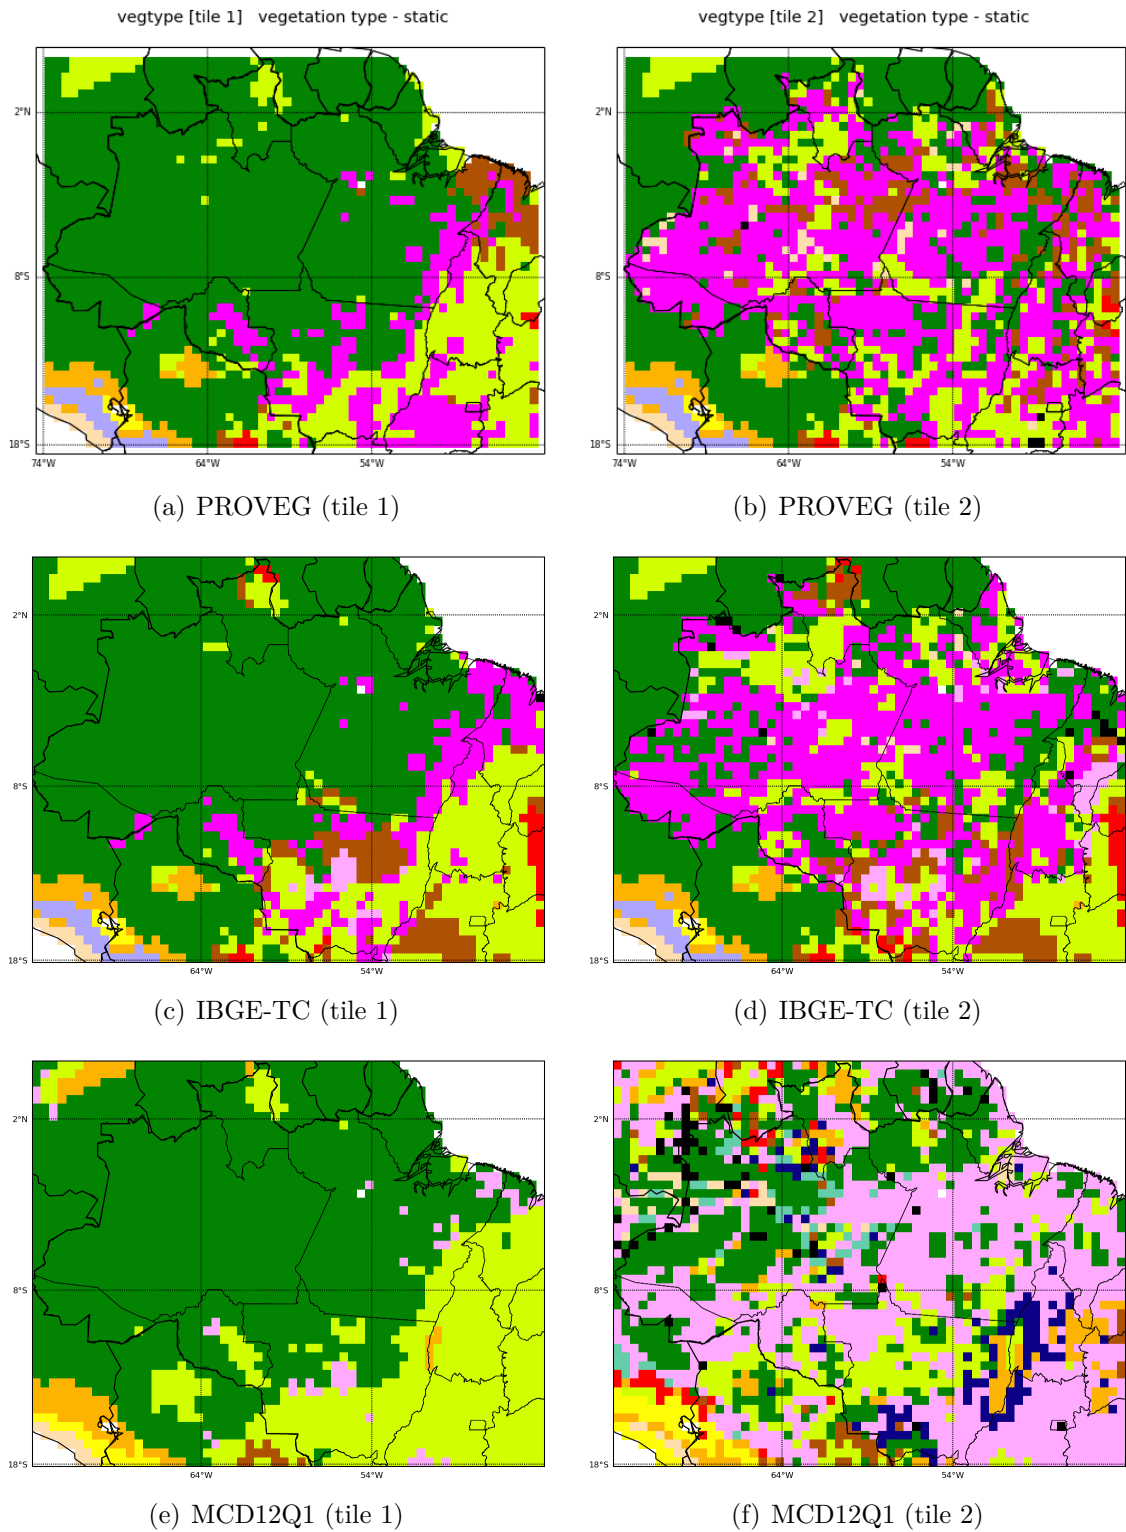 vegtype [tile 1]   vegetation type - static
vegtype [tile 2]   vegetation type - static
2°N
8°S
18°S
74°W
64°W
54°W
2°N
8°S
18°S
74°W
64°W
54°W
(a) PROVEG (tile 1)
(b) PROVEG (tile 2)
2°N
8°S
18°S
64°W
54°W
2°N
8°S
18°S
64°W
54°W
(c) IBGE-TC (tile 1)
(d) IBGE-TC (tile 2)
2°N
8°S
18°S
64°W
54°W
2°N
8°S
18°S
64°W
54°W
(e) MCD12Q1 (tile 1)
(f) MCD12Q1 (tile 2)